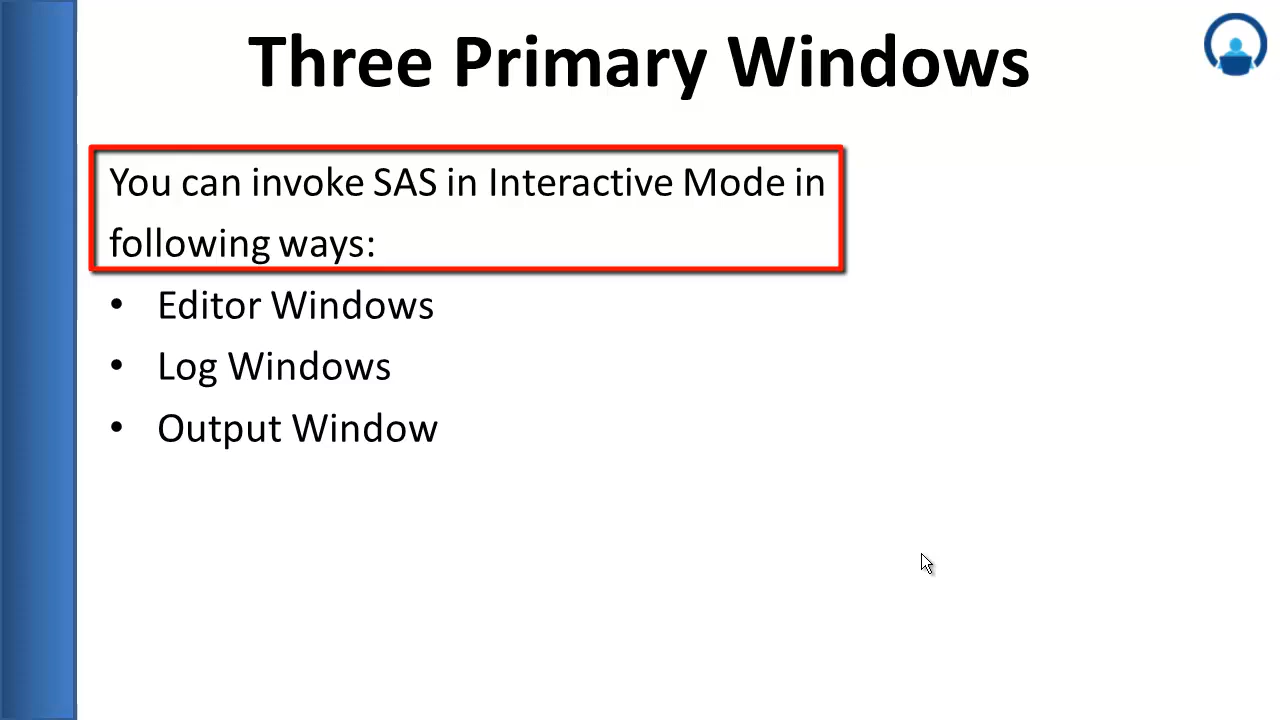 Three Primary Windows
You can invoke SAS in Interactive Mode in
following ways:
• Editor Windows
• Log Windows
• Output Window